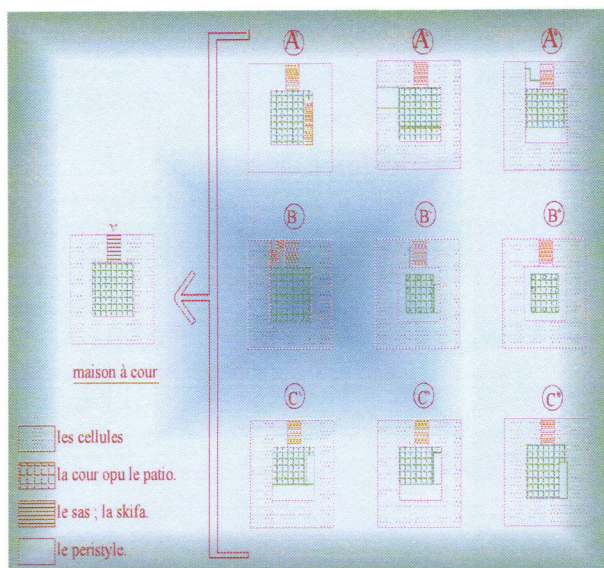 A' A' A"
B B' B"
maison à cour
C' C' C"
les cellules
la cour opu le patio.
le sas ; la skifa.
le peristyle.